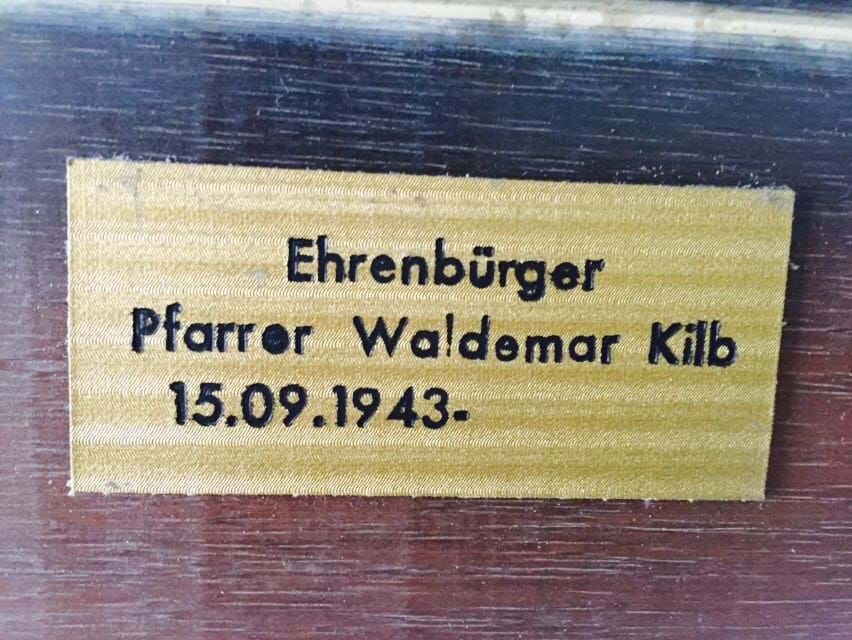 Ehrenbürger
Pfarrer Waldemar Kilb
15.09.1943-